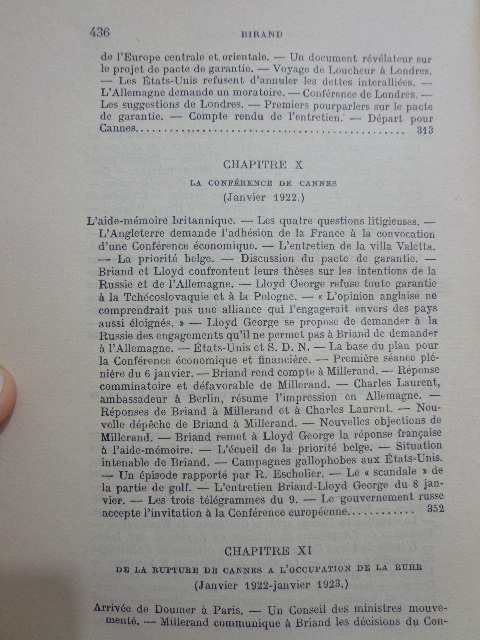 436 BIRAND
de l'Europe centrale et orientale. — Un document révélateur sur
le projet de pacte de garantie. — Voyage de Loucheur à Londres.
— Les États-Unis refusent d'annuler les dettes interalliées. —
L'Allemagne demande un moratoire. — Conférence de Londres. —
Les suggestions de Londres. — Premiers pourparlers sur le pacte
de garantie. — Compte rendu de l'entretien. — Départ pour
Cannes. 313
CHAPITRE X
LA CONFÉRENCE DE CANNES
(Janvier 1922.)
L'aide-mémoire britannique. — Les quatre questions litigieuses. —
L'Angleterre demande l'adhésion de la France à la convocation
d'une Conférence économique. — L'entretien de la villa Valetta.
— La priorité belge. — Discussion du pacte de garantie. —
Briand et Lloyd confrontent leurs thèses sur les intentions de la
Russie et de l'Allemagne. — Lloyd George refuse toute garantie
à la Tchécoslovaquie et à la Pologne. — « L'opinion anglaise ne
comprendrait pas une alliance qui l'engagerait envers des pays
aussi éloignés. » — Lloyd George se propose de demander à la
Russie des engagements qu'il ne permet pas à Briand de demander
à l'Allemagne. — États-Unis et S. D. N. — La base du plan pour
la Conférence économique et financière. — Première séance plé-
nière du 6 janvier. — Briand rend compte à Millerand. — Réponse
comminatoire et défavorable de Millerand. — Charles Laurent,
ambassadeur à Berlin, résume l'impression en Allemagne. —
Réponses de Briand à Millerand et à Charles Laurent. — Nou-
velle dépêche de Briand à Millerand. — Nouvelles objections de
Millerand. — Briand remet à Lloyd George la réponse française
à l'aide-mémoire. — L'écueil de la priorité belge. — Situation
intenable de Briand. — Campagnes gallophobes aux États-Unis.
— Un épisode rapporté par R. Escholier. — Le « scandale » de
la partie de golf. — L'entretien Briand-Lloyd George du 8 jan-
vier. — Les trois télégrammes du 9. — Le gouvernement russe
accepte l'invitation à la Conférence européenne. 352
CHAPITRE XI
DE LA RUPTURE DE CANNES A L'OCCUPATION DE LA RUHR
(Janvier 1922-janvier 1923.)
Arrivée de Doumer à Paris. — Un Conseil des ministres mouve-
menté. — Millerand communique à Briand les décisions du Con-